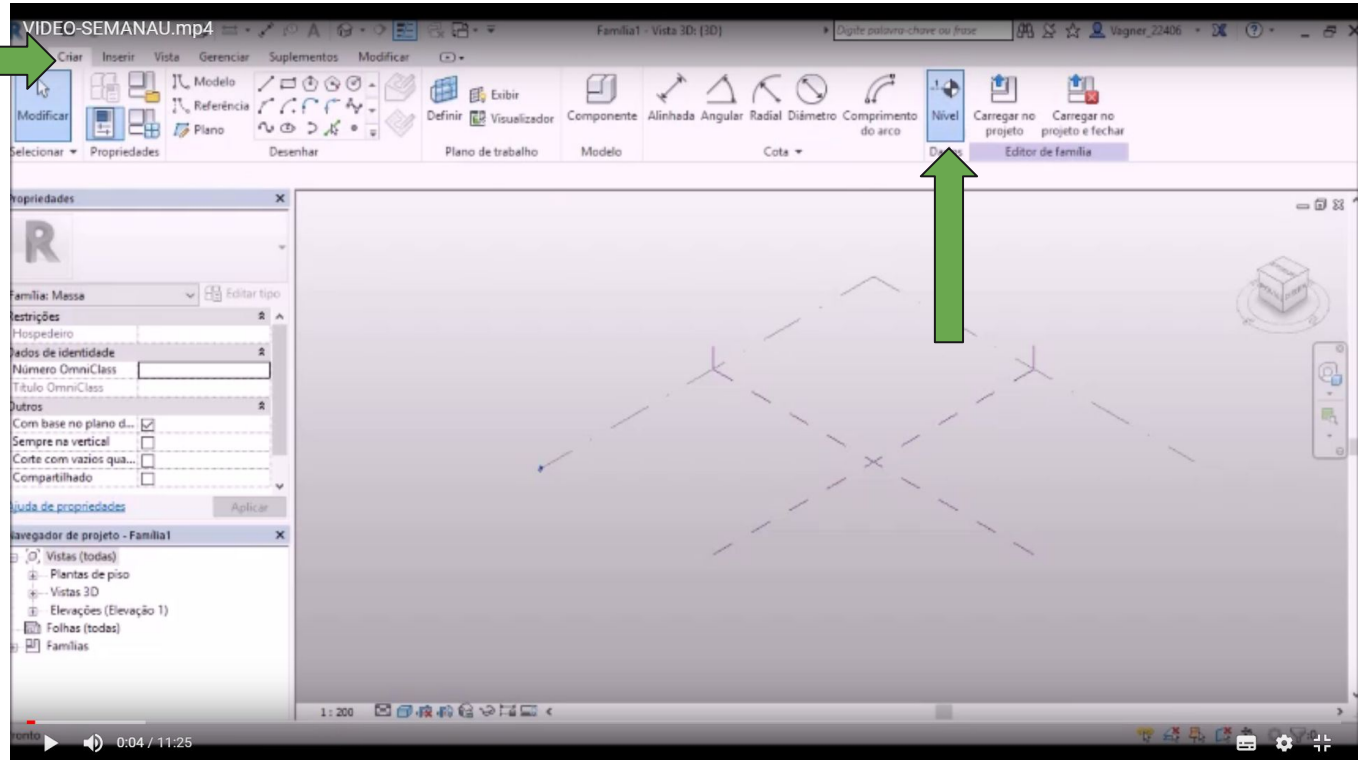 VIDEO-SEMANAU.mp4
Família1 - Vista 3D: {3D}
Digite palavra-chave ou frase
Vagner_22406
Criar Inserir Vista Gerenciar Suplementos Modificar
Modificar
Modelo
Referência
Plano
Definir
Exibir
Visualizador
Componente
Alinhada Angular Radial Diâmetro Comprimento do arco
Nível
Carregar no projeto
Carregar no projeto e fechar
Selecionar Propriedades Desenhar Plano de trabalho Modelo Cota Editor de família
Propriedades
R
Família: Massa
Editar tipo
Restrições
Hospedeiro
Dados de identidade
Número OmniClass
Título OmniClass
Outros
Com base no plano d...
Sempre na vertical
Corte com vazios qua...
Compartilhado
Ajuda de propriedades
Aplicar
Navegador de projeto - Família1
Vistas (todas)
Plantas de piso
Vistas 3D
Elevações (Elevação 1)
Folhas (todas)
Famílias
1 : 200
0:04 / 11:25